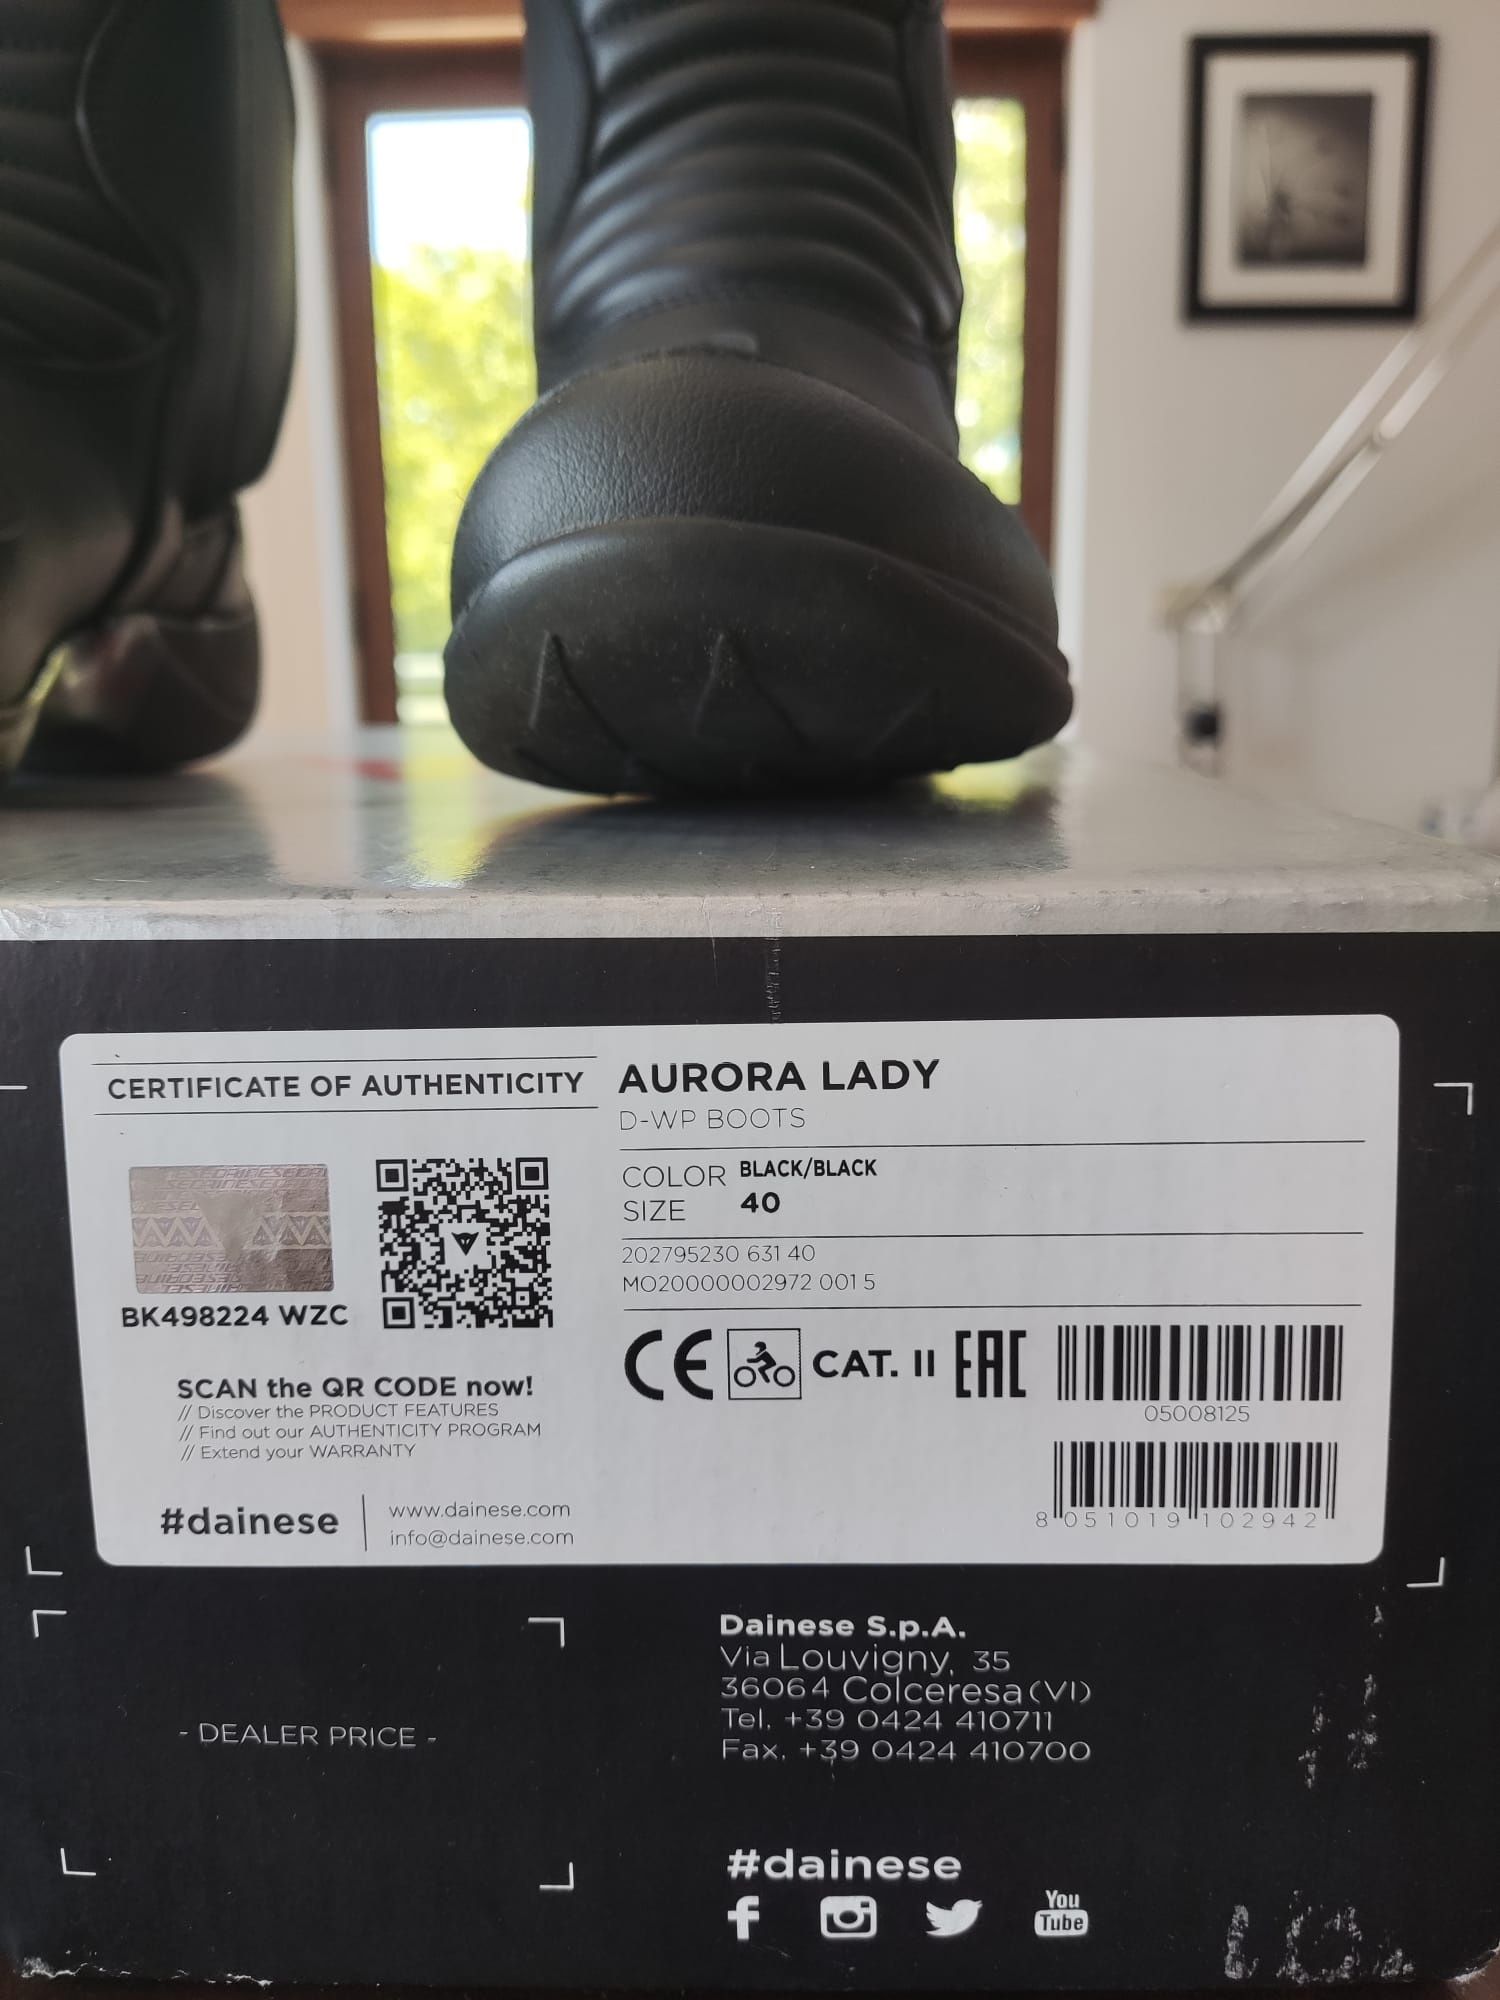 CERTIFICATE OF AUTHENTICITY
BK498224 WZC
SCAN the QR CODE now!
// Discover the PRODUCT FEATURES
// Find out our AUTHENTICITY PROGRAM
// Extend your WARRANTY
#dainese
www.dainese.com
info@dainese.com
AURORA LADY
D-WP BOOTS
COLOR BLACK/BLACK
SIZE 40
202795230 631 40
MO20000002972 001 5
CE CAT. II EAC
05008125
8 051019 102942
- DEALER PRICE -
Dainese S.p.A.
Via Louvigny, 35
36064 Colceresa (VI)
Tel. +39 0424 410711
Fax. +39 0424 410700
#dainese
You
Tube